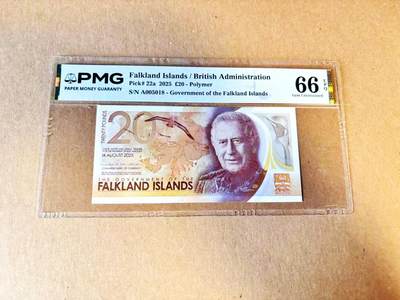 PMG
PAPER MONEY GUARANTY
Falkland Islands / British Administration
Pick# 22a 2025 £20 - Polymer
S/N A005018 - Government of the Falkland Islands
66
EPQ
Gem Uncirculated
20
TWENTY POUNDS
14 AUGUST 2025
THE GOVERNMENT OF THE
FALKLAND ISLANDS